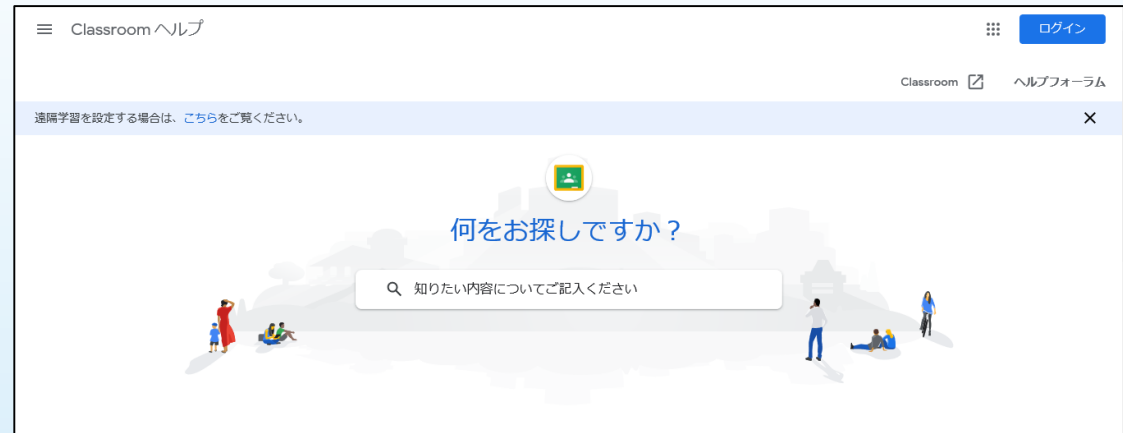 Classroom ヘルプ
ログイン
Classroom
ヘルプフォーラム
遠隔学習を設定する場合は、こちらをご覧ください。
何をお探しですか？
知りたい内容についてご記入ください